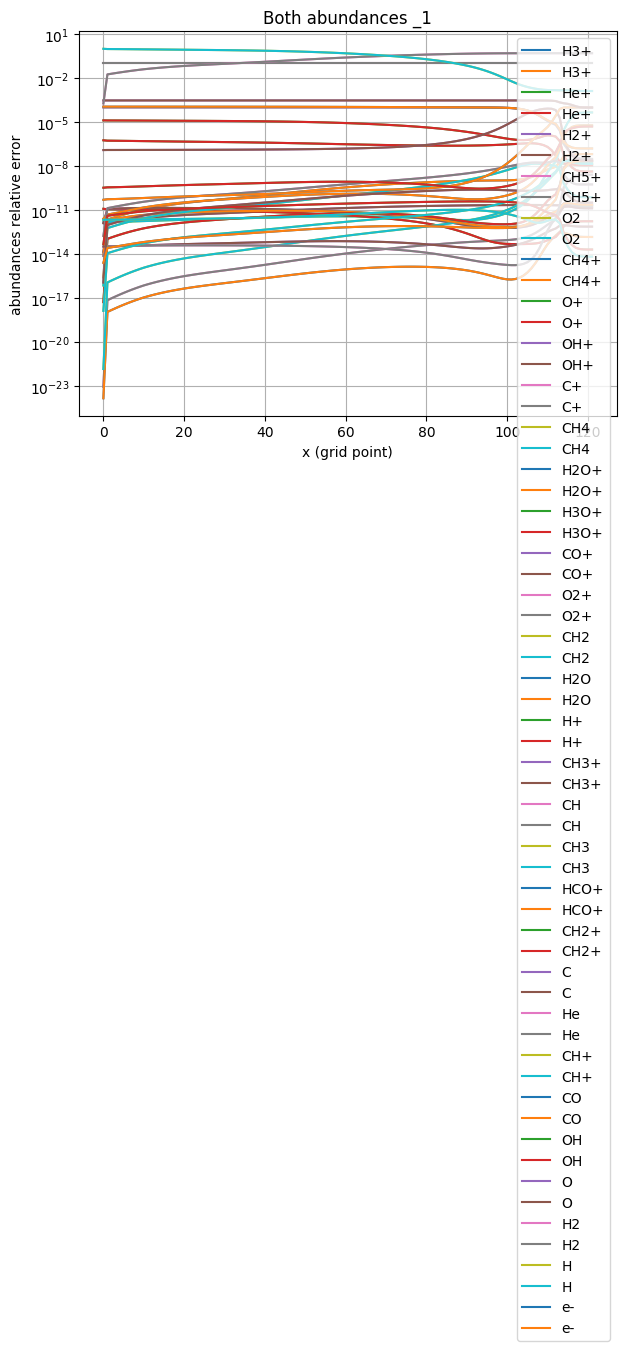 Both abundances _1
abundances relative error
10^1
10^-2
10^-5
10^-8
10^-11
10^-14
10^-17
10^-20
10^-23
0 20 40 60 80 100 120
x (grid point)
H3+
H3+
He+
He+
H2+
H2+
CH5+
CH5+
O2
O2
CH4+
CH4+
O+
O+
OH+
OH+
C+
C+
CH4
CH4
H2O+
H2O+
H3O+
H3O+
CO+
CO+
O2+
O2+
CH2
CH2
H2O
H2O
H+
H+
CH3+
CH3+
CH
CH
CH3
CH3
HCO+
HCO+
CH2+
CH2+
C
C
He
He
CH+
CH+
CO
CO
OH
OH
O
O
H2
H2
H
H
e-
e-